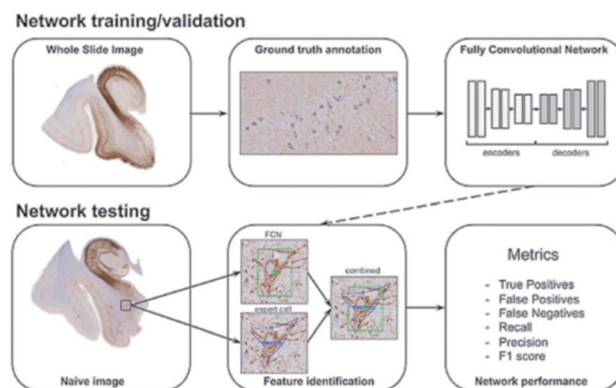 Network training/validation
Whole Slide Image
Ground truth annotation
Fully Convolutional Network
encoders decoders
Network testing
FCN
combined
expert call
Metrics
- True Positives
- False Positives
- False Negatives
- Recall
- Precision
- F1 score
Naive image
Feature identification
Network performance